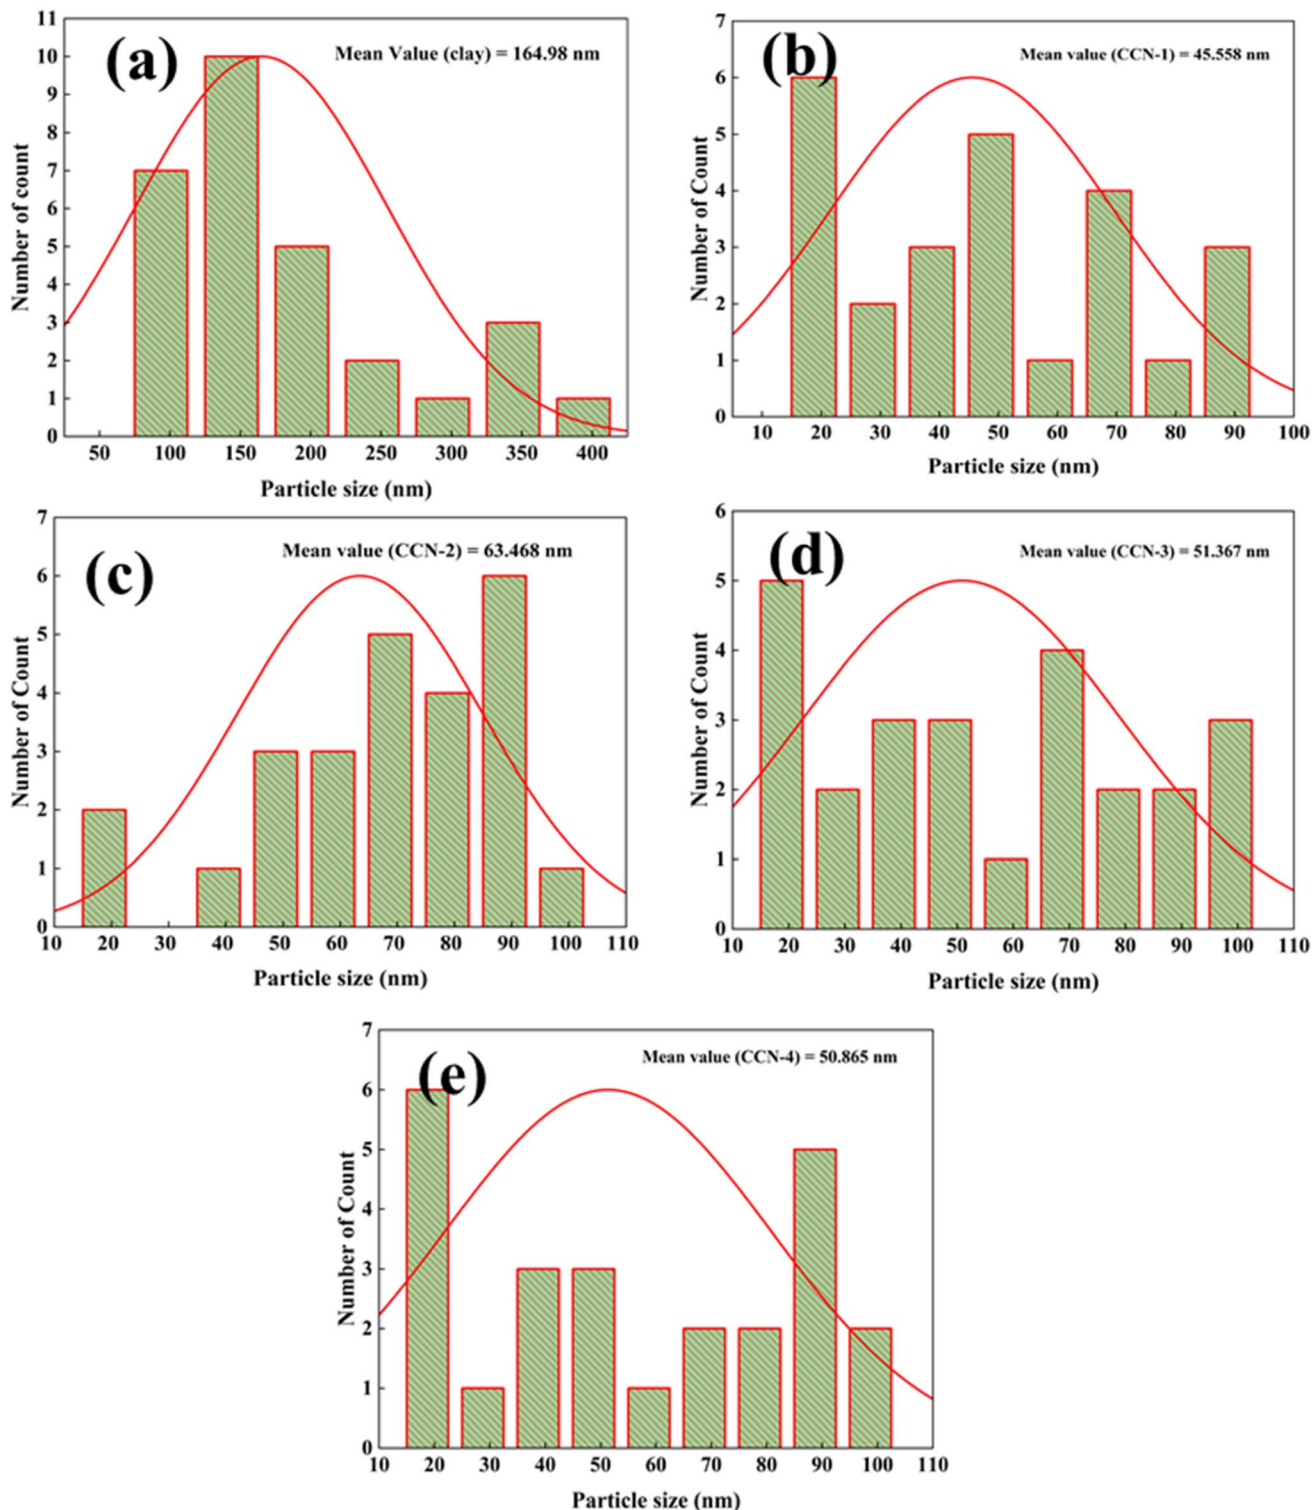 (a)
Mean Value (clay) = 164.98 nm
Number of count
11
10
9
8
7
6
5
4
3
2
1
0
50 100 150 200 250 300 350 400
Particle size (nm)
(b)
Mean value (CCN-1) = 45.558 nm
Number of Count
7
6
5
4
3
2
1
0
10 20 30 40 50 60 70 80 90 100
Particle size (nm)
(c)
Mean value (CCN-2) = 63.468 nm
Number of Count
7
6
5
4
3
2
1
0
10 20 30 40 50 60 70 80 90 100 110
Particle size (nm)
(d)
Mean value (CCN-3) = 51.367 nm
Number of Count
6
5
4
3
2
1
0
10 20 30 40 50 60 70 80 90 100 110
Particle size (nm)
(e)
Mean value (CCN-4) = 50.865 nm
Number of Count
7
6
5
4
3
2
1
0
10 20 30 40 50 60 70 80 90 100 110
Particle size (nm)